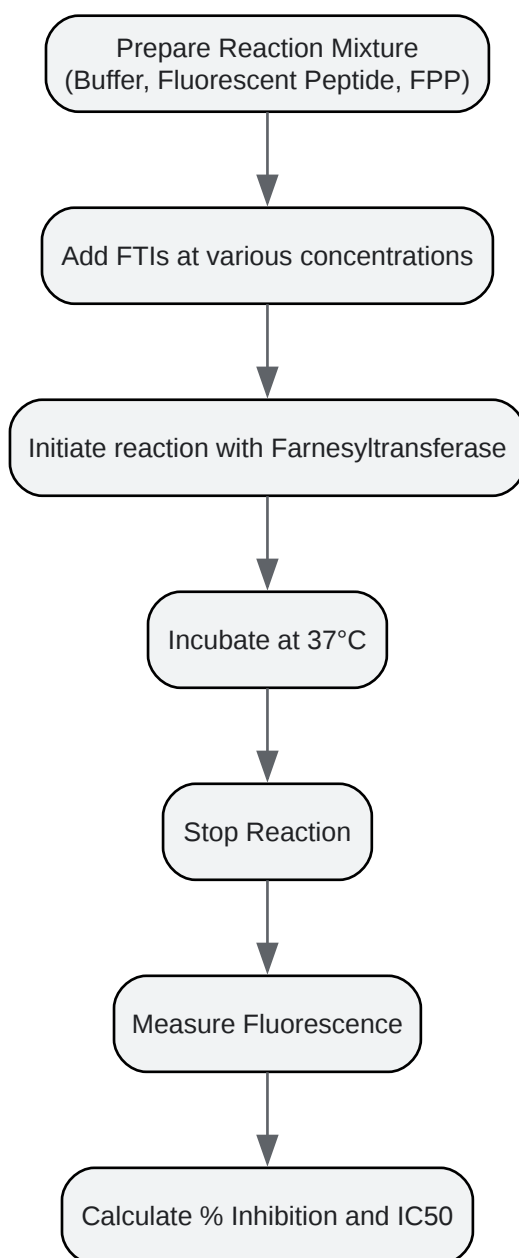 Prepare Reaction Mixture
(Buffer, Fluorescent Peptide, FPP)
Add FTIs at various concentrations
Initiate reaction with Farnesyltransferase
Incubate at 37°C
Stop Reaction
Measure Fluorescence
Calculate % Inhibition and IC50